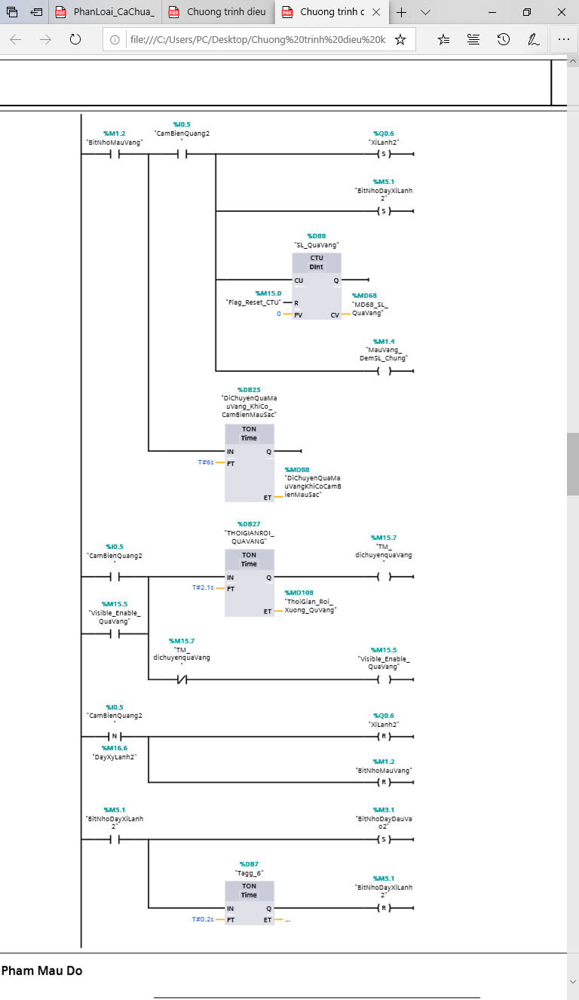 PhanLoai_CaChua_
Chuong trinh dieu
Chuong trinh c
file:///C:/Users/PC/Desktop/Chuong%20trinh%20dieu%20k
%M1.2
"BitNhoMauVang"
%I0.5
"CamBienQuang2
"
%Q0.6
"XiLanh2"
S
%M5.1
"BitNhoDayXiLanh
2"
S
%DB8
"SL_QuaVang"
CTU
DInt
CU
Q
%M15.0
"Flag_Reset_CTU"
R
%MD68
"MD68_SL_
QuaVang"
0
PV
CV
%M1.4
"MauVang_
DemSL_Chung"
%DB25
"DiChuyenQuaMa
uVang_KhiCo_
CamBienMauSac"
TON
Time
IN
Q
T#6s
PT
%MD88
"DiChuyenQuaMa
uVangKhiCoCamB
ienMauSac"
ET
%DB27
"THOIGIANROI_
QUAVANG"
%I0.5
"CamBienQuang2
"
TON
Time
%M15.7
"TM_
dichuyenquaVang
"
IN
Q
T#2.1s
PT
%MD108
"ThoiGian_Roi_
Xuong_QuVang"
ET
%M15.5
"Visible_Enable_
QuaVang"
%M15.7
"TM_
dichuyenquaVang
"
%M15.5
"Visible_Enable_
QuaVang"
%I0.5
"CamBienQuang2
"
N
%M16.6
"DayXyLanh2"
%Q0.6
"XiLanh2"
R
%M1.2
"BitNhoMauVang"
R
%M5.1
"BitNhoDayXiLanh
2"
%M3.1
"BitNhoDayDauVa
o2"
S
%DB7
"Tagg_6"
TON
Time
%M5.1
"BitNhoDayXiLanh
2"
IN
Q
R
T#0.2s
PT
ET
...
Pham Mau Do